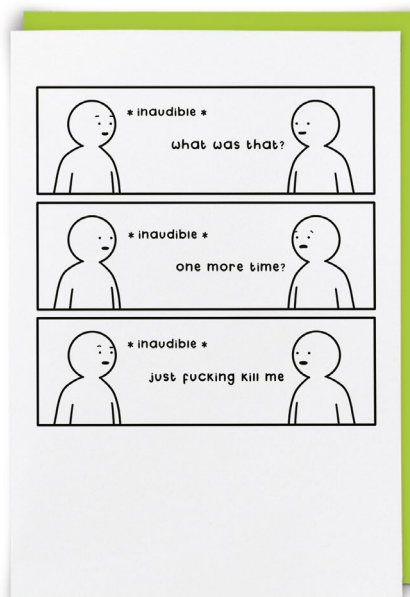 * inaudible *
what was that?
* inaudible *
one more time?
* inaudible *
just fucking kill me